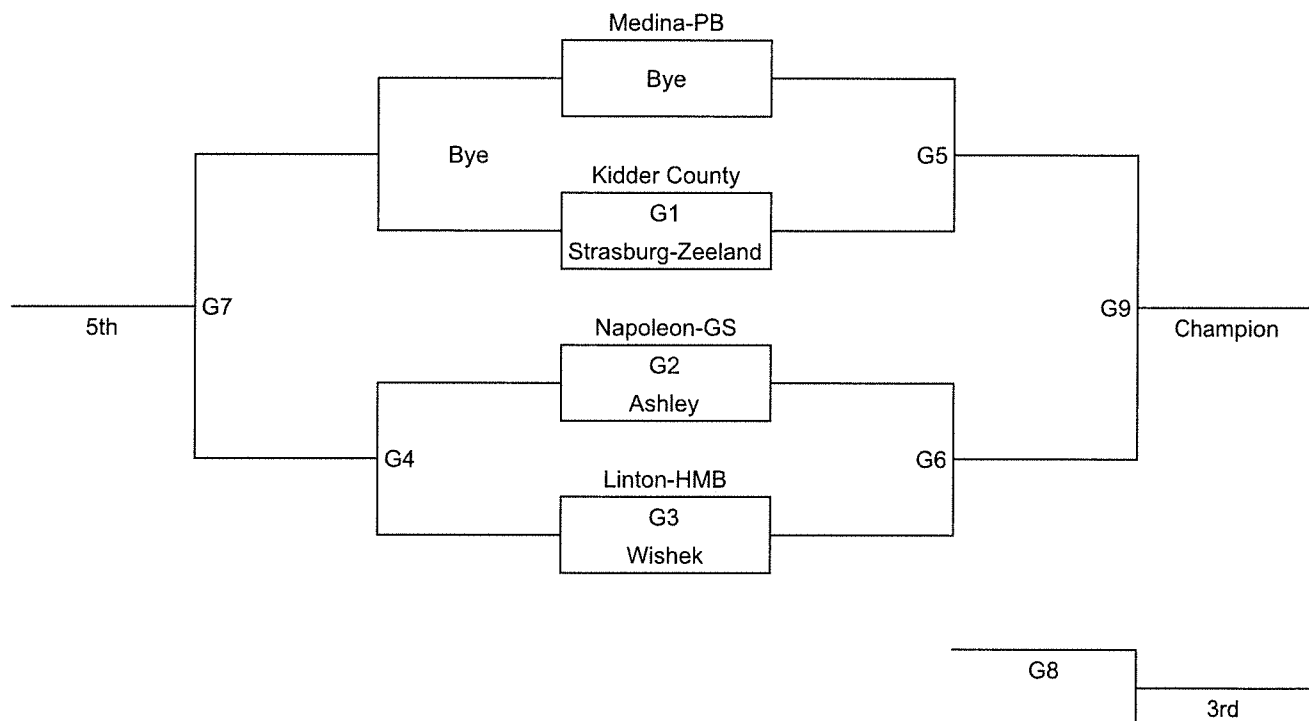 Medina-PB
Bye
Bye
G5
Kidder County
G1
Strasburg-Zeeland
G7
5th
G9
Champion
Napoleon-GS
G2
Ashley
G4
G6
Linton-HMB
G3
Wishek
G8
3rd